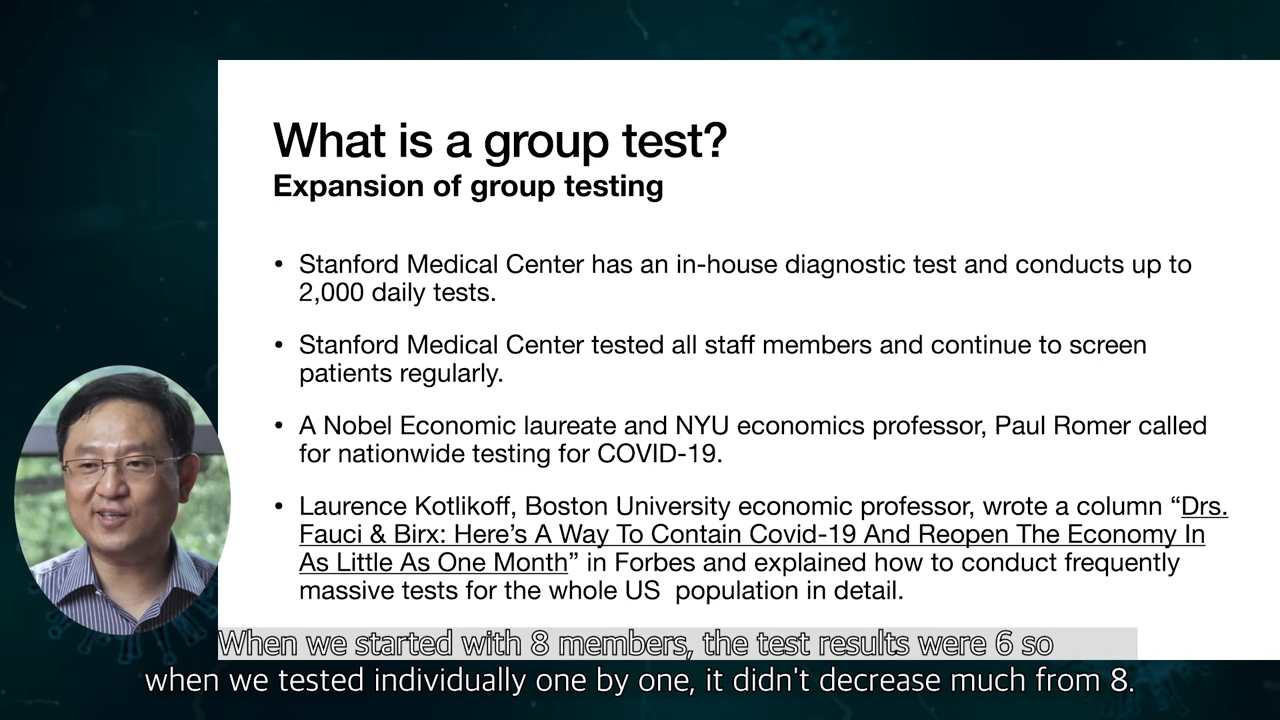 What is a group test?
Expansion of group testing
• Stanford Medical Center has an in-house diagnostic test and conducts up to
2,000 daily tests.
• Stanford Medical Center tested all staff members and continue to screen
patients regularly.
• A Nobel Economic laureate and NYU economics professor, Paul Romer called
for nationwide testing for COVID-19.
• Laurence Kotlikoff, Boston University economic professor, wrote a column “Drs.
Fauci & Birx: Here’s A Way To Contain Covid-19 And Reopen The Economy In
As Little As One Month” in Forbes and explained how to conduct frequently
massive tests for the whole US  population in detail.
When we started with 8 members, the test results were 6 so
when we tested individually one by one, it didn't decrease much from 8.